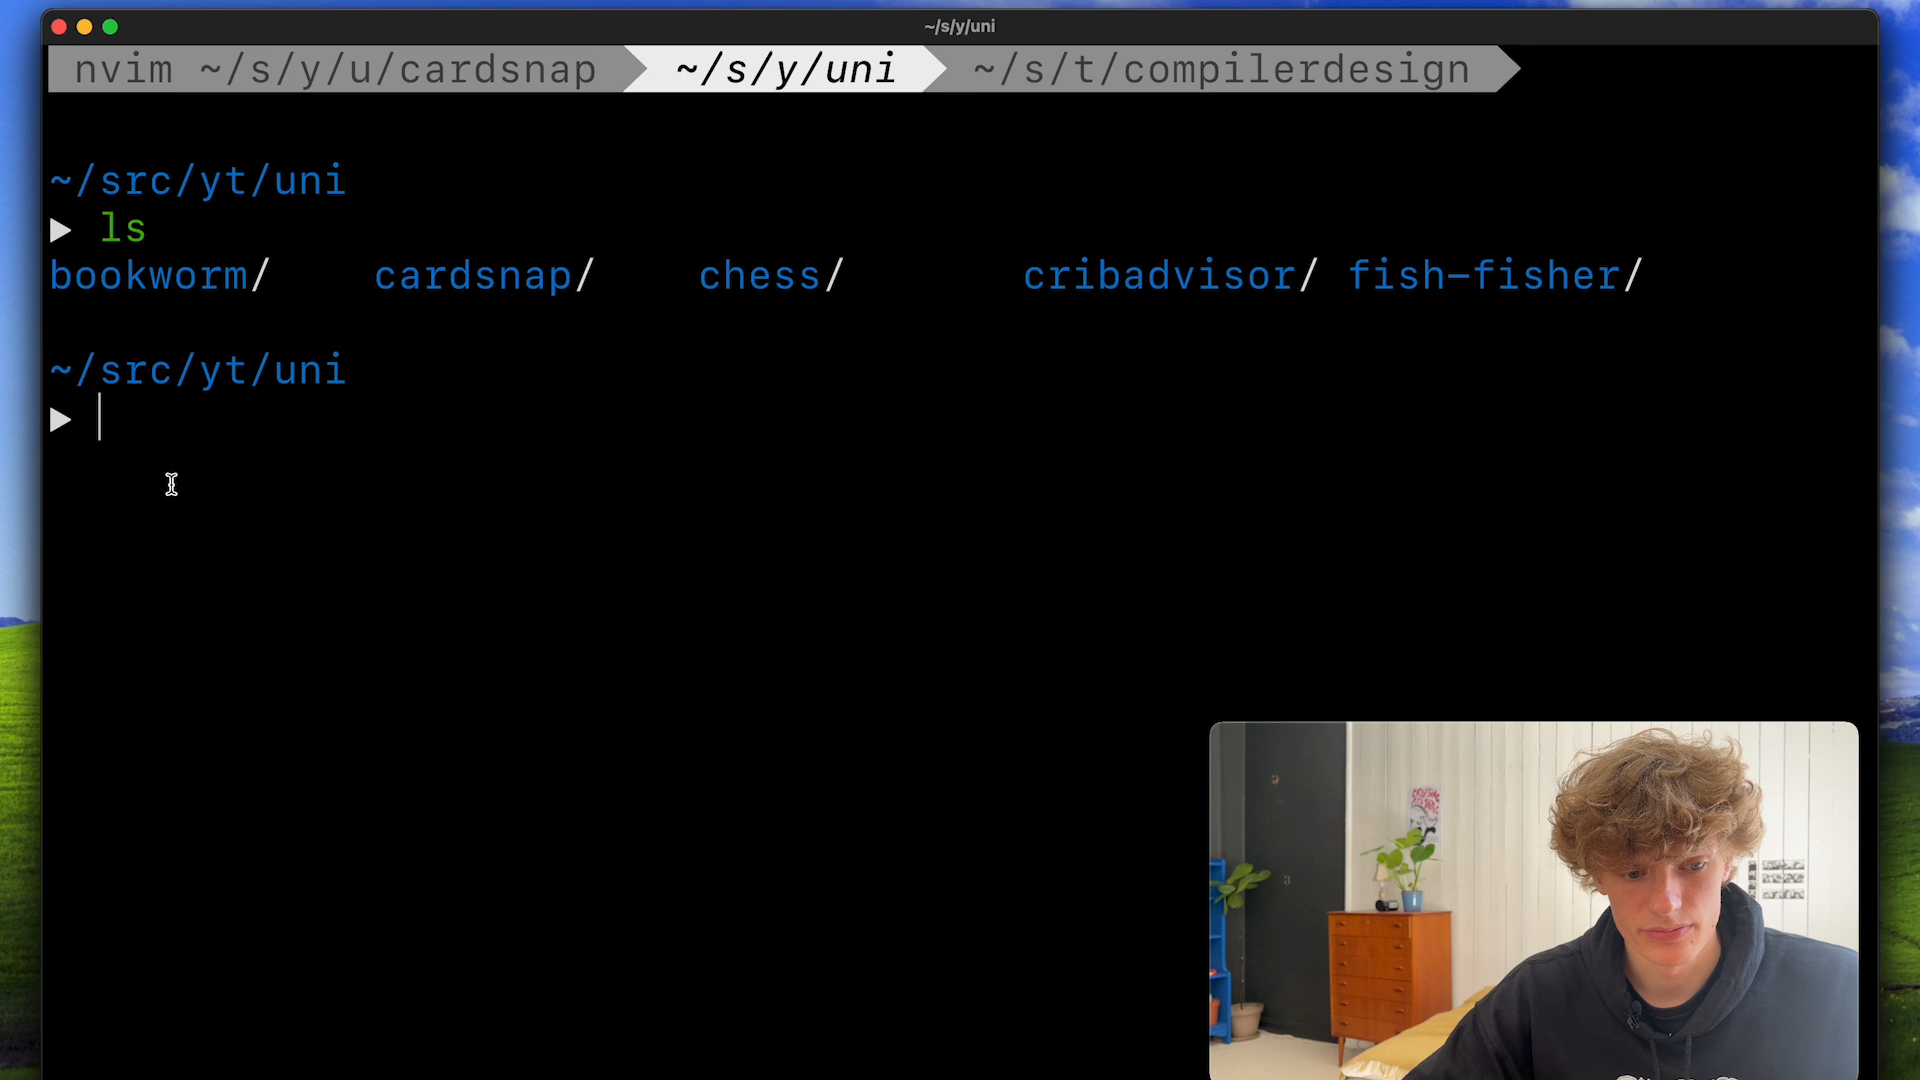 ~/s/y/uni
nvim ~/s/y/u/cardsnap ~/s/y/uni ~/s/t/compilerdesign
~/src/yt/uni
▶ ls
bookworm/ cardsnap/ chess/ cribadvisor/ fish-fisher/
~/src/yt/uni
▶